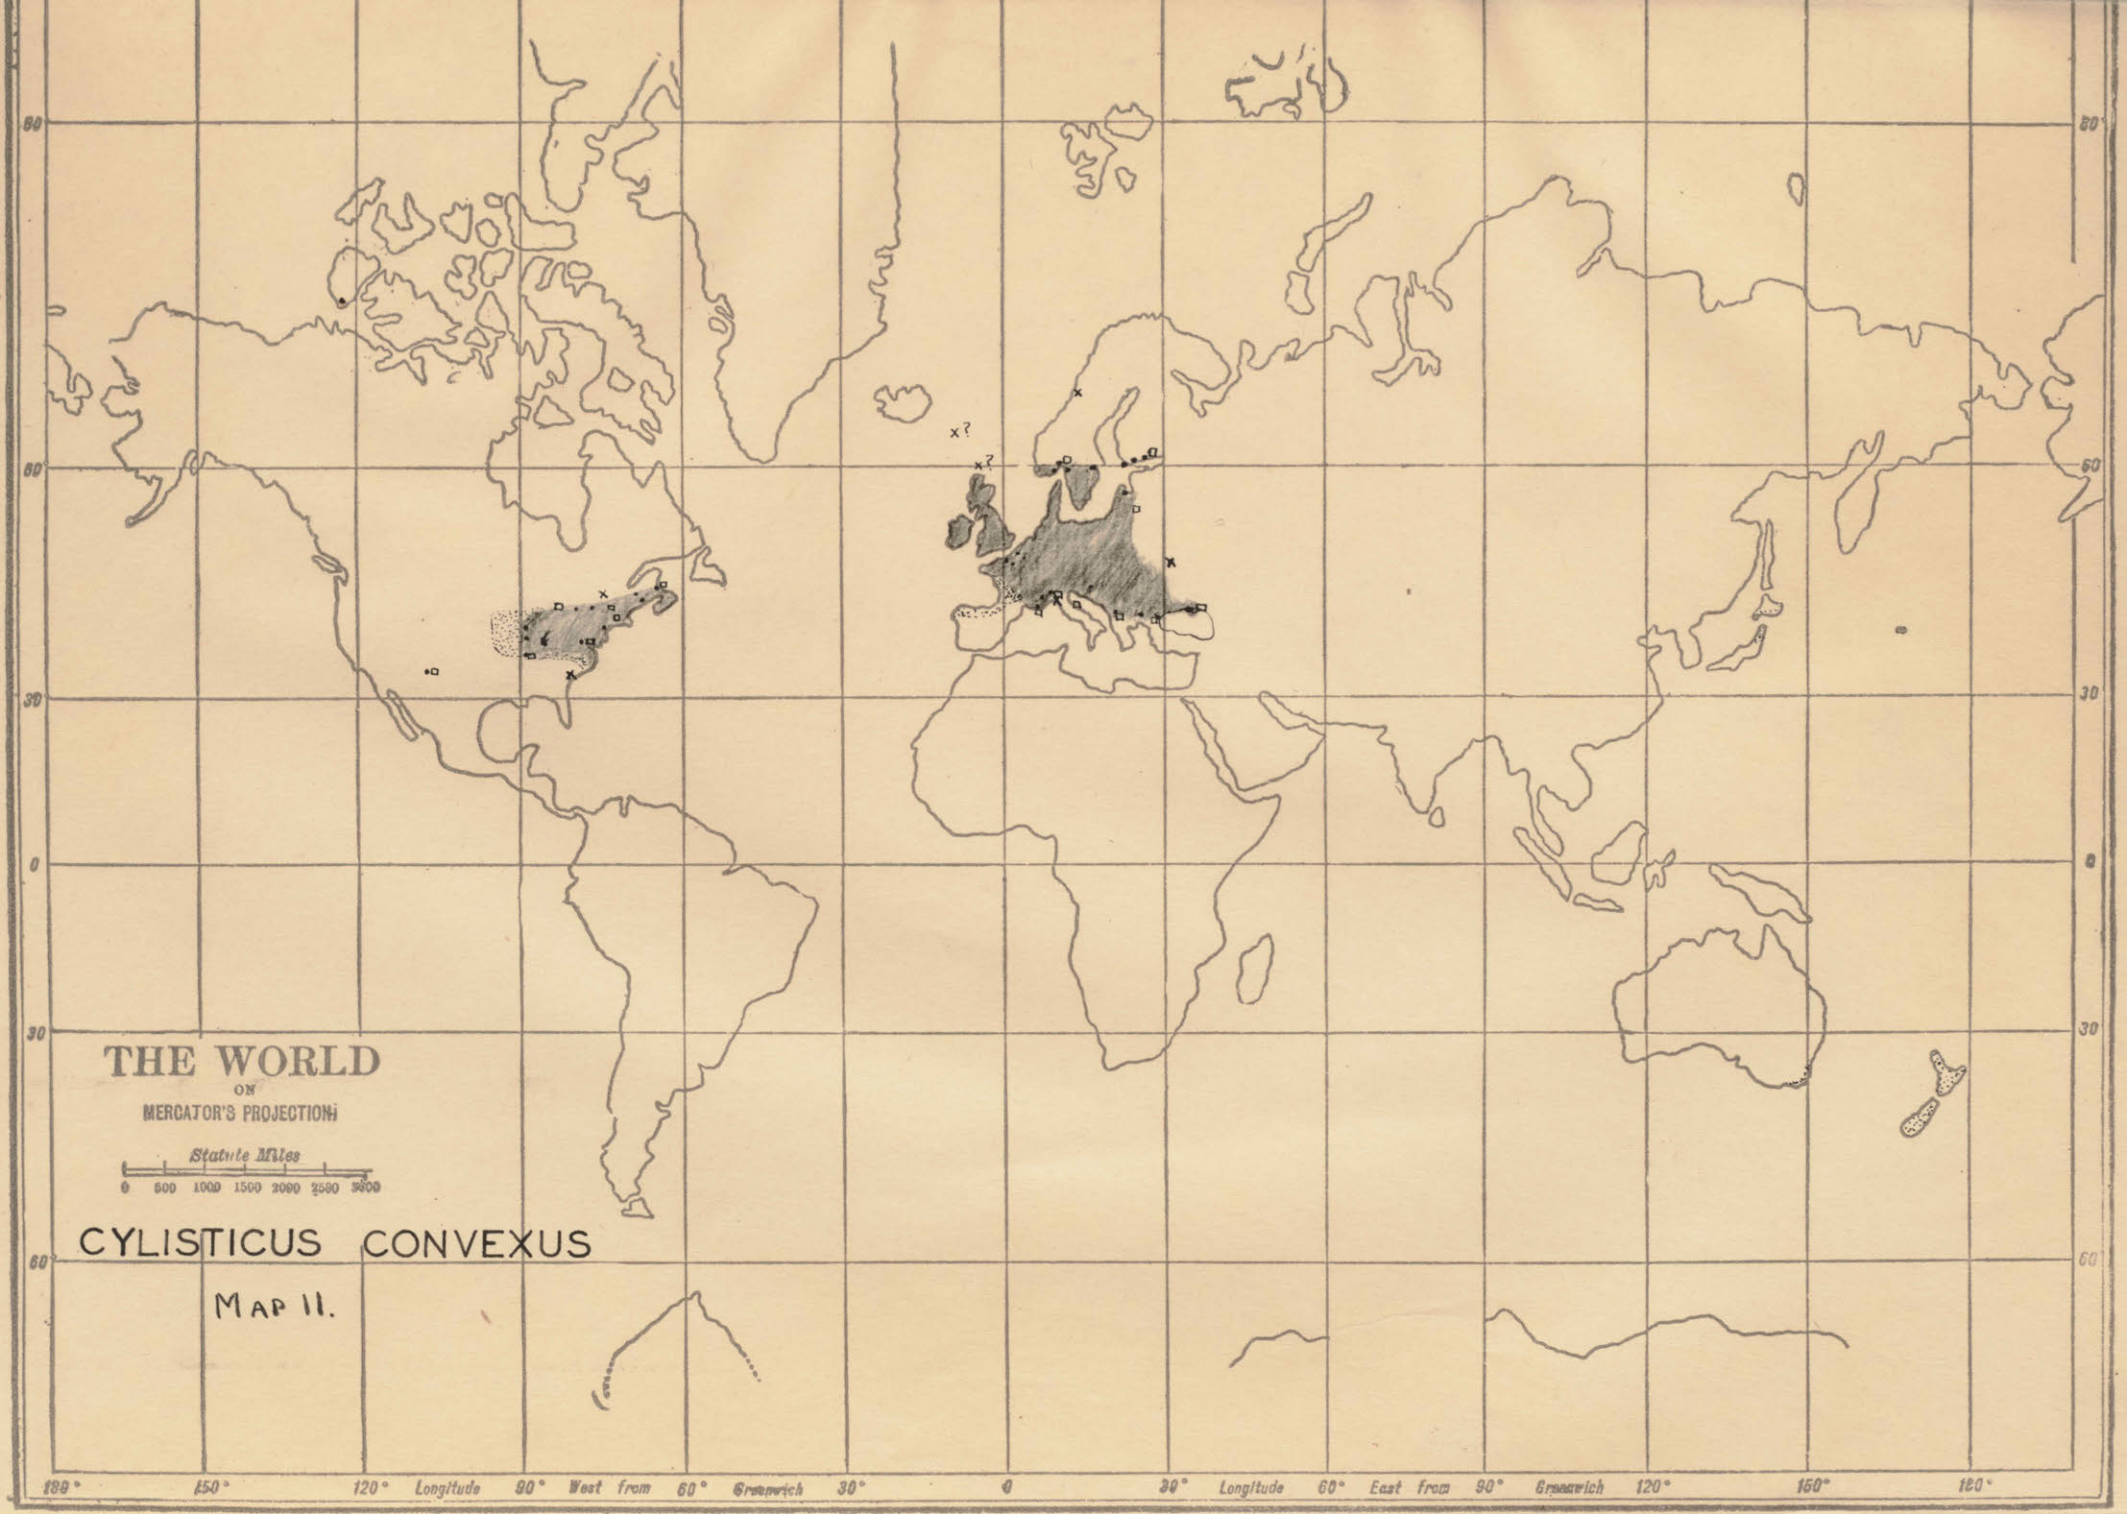 80
80
x?
x?
60
60
30
30
0
0
30
30
THE WORLD
ON
MERCATOR'S PROJECTION
Statute Miles
0 500 1000 1500 2000 2500 3000
CYLISTICUS CONVEXUS
60
60
MAP 11.
180° 150° 120° Longitude 90° West from 60° Greenwich 30° 0 30° Longitude 60° East from 90° Greenwich 120° 150° 180°